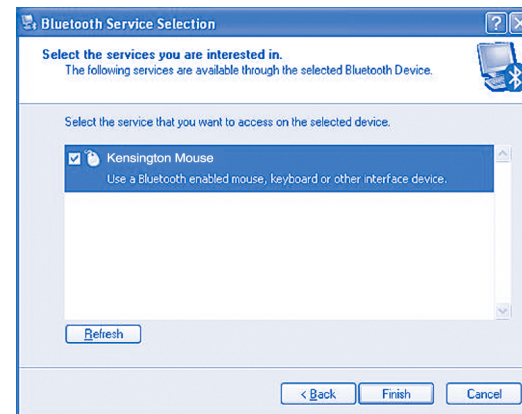 Bluetooth Service Selection
?
Select the services you are interested in.
The following services are available through the selected Bluetooth Device.
Select the service that you want to access on the selected device.
Kensington Mouse
Use a Bluetooth enabled mouse, keyboard or other interface device.
Refresh
< Back Finish Cancel